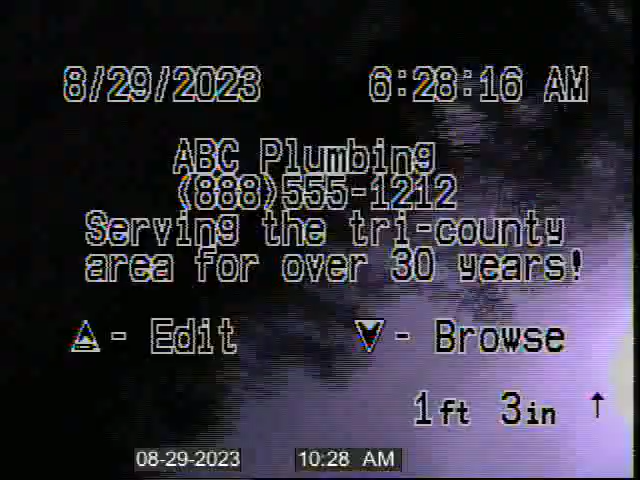 8/29/2023 6:28:16 AM
ABC Plumbing
(888)555-1212
Serving the tri-county
area for over 30 years!
- Edit - Browse
1ft 3in ↑
08-29-2023 10:28 AM